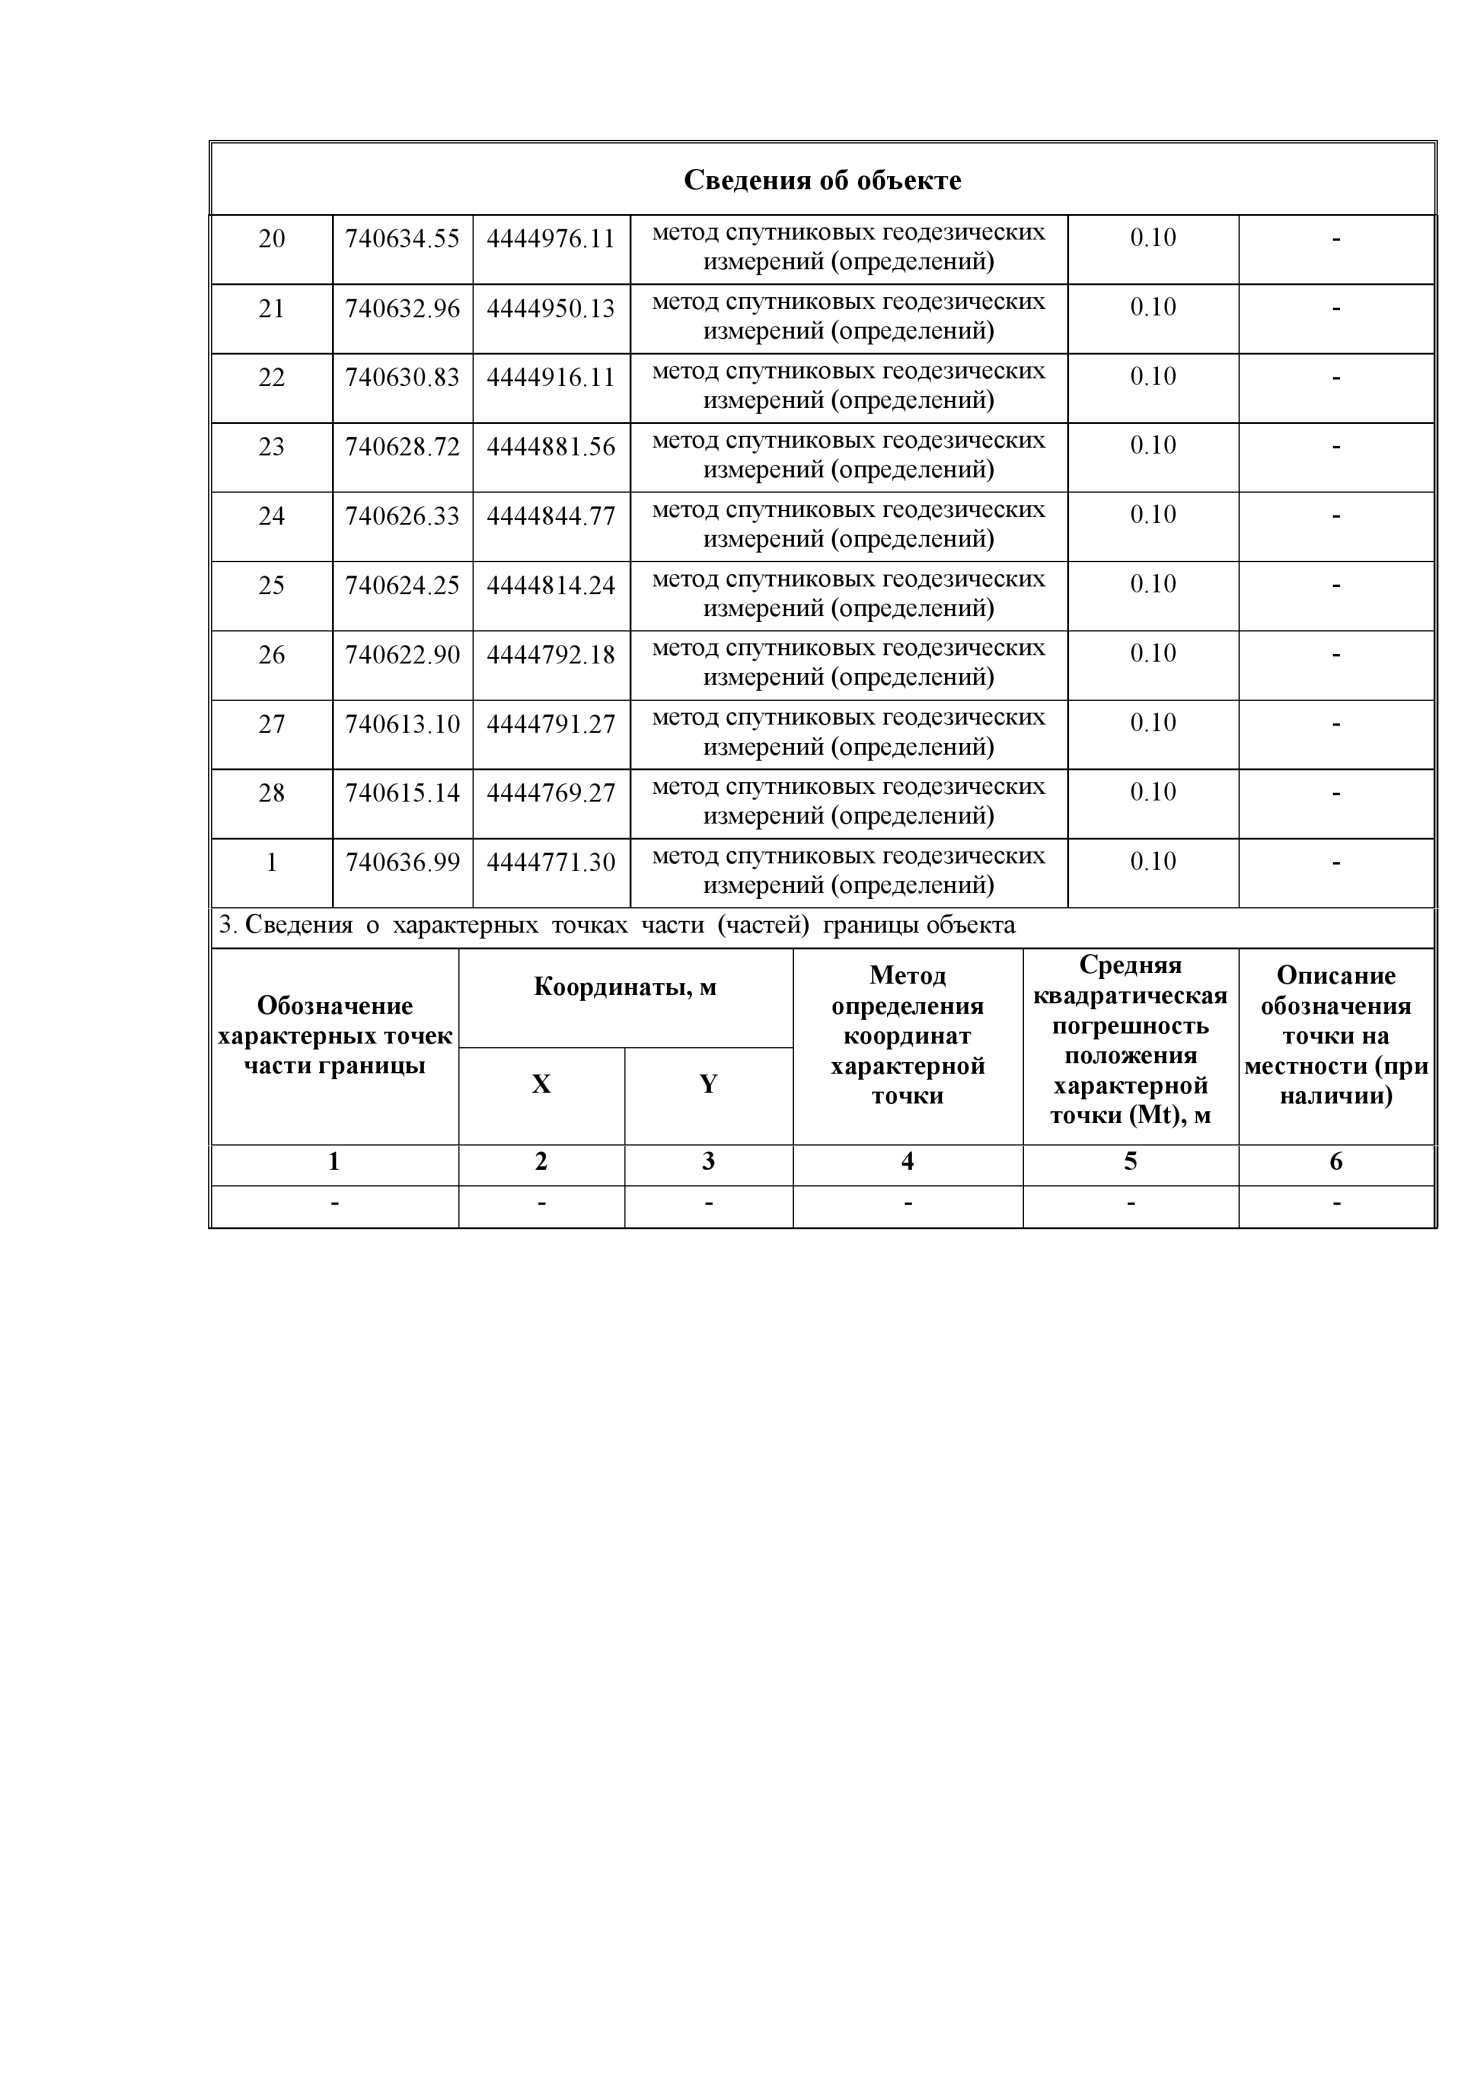 Сведения об объекте
20 740634.55 4444976.11 метод спутниковых геодезических измерений (определений) 0.10 -
21 740632.96 4444950.13 метод спутниковых геодезических измерений (определений) 0.10 -
22 740630.83 4444916.11 метод спутниковых геодезических измерений (определений) 0.10 -
23 740628.72 4444881.56 метод спутниковых геодезических измерений (определений) 0.10 -
24 740626.33 4444844.77 метод спутниковых геодезических измерений (определений) 0.10 -
25 740624.25 4444814.24 метод спутниковых геодезических измерений (определений) 0.10 -
26 740622.90 4444792.18 метод спутниковых геодезических измерений (определений) 0.10 -
27 740613.10 4444791.27 метод спутниковых геодезических измерений (определений) 0.10 -
28 740615.14 4444769.27 метод спутниковых геодезических измерений (определений) 0.10 -
1 740636.99 4444771.30 метод спутниковых геодезических измерений (определений) 0.10 -
3. Сведения о характерных точках части (частей) границы объекта
Обозначение
характерных точек
части границы
Координаты, м
X Y
Метод
определения
координат
характерной
точки
Средняя
квадратическая
погрешность
положения
характерной
точки (Mt), м
Описание
обозначения
точки на
местности (при
наличии)
1 2 3 4 5 6
- - - - - -